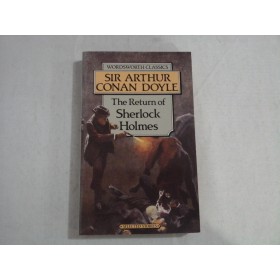 WORDSWORTH CLASSICS
SIR ARTHUR
CONAN DOYLE
The Return of
Sherlock
Holmes